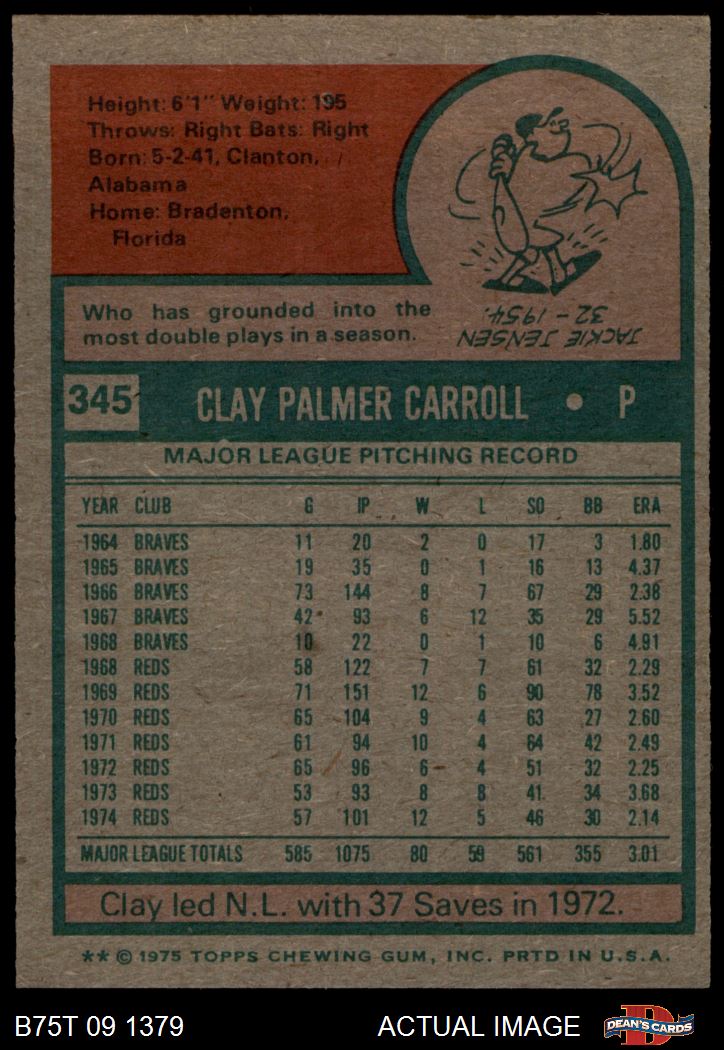 Height: 6'1" Weight: 195
Throws: Right Bats: Right
Born: 5-2-41, Clanton,
Alabama
Home: Bradenton,
Florida
Who has grounded into the
most double plays in a season.
JACKIE JENSEN
32 - 1954.
345 CLAY PALMER CARROLL • P
MAJOR LEAGUE PITCHING RECORD
YEAR CLUB G IP W L SO BB ERA
1964 BRAVES 11 20 2 0 17 3 1.80
1965 BRAVES 19 35 0 1 16 13 4.37
1966 BRAVES 73 144 8 7 67 29 2.38
1967 BRAVES 42 93 6 12 35 29 5.52
1968 BRAVES 10 22 0 1 10 6 4.91
1968 REDS 58 122 7 7 61 32 2.29
1969 REDS 71 151 12 6 90 78 3.52
1970 REDS 65 104 9 4 63 27 2.60
1971 REDS 61 94 10 4 64 42 2.49
1972 REDS 65 96 6 4 51 32 2.25
1973 REDS 53 93 8 8 41 34 3.68
1974 REDS 57 101 12 5 46 30 2.14
MAJOR LEAGUE TOTALS 585 1075 80 59 561 355 3.01
Clay led N.L. with 37 Saves in 1972.
** © 1975 TOPPS CHEWING GUM, INC. PRTD IN U.S.A.
B75T 09 1379 ACTUAL IMAGE DEAN'S CARDS